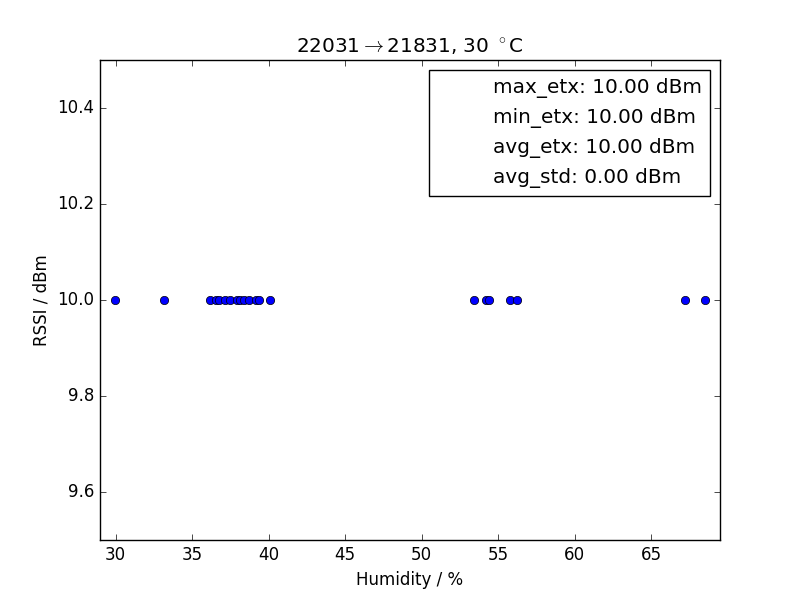 22031→21831, 30 °C
max_etx: 10.00 dBm
min_etx: 10.00 dBm
avg_etx: 10.00 dBm
avg_std: 0.00 dBm
RSSI / dBm
10.4
10.2
10.0
9.8
9.6
30 35 40 45 50 55 60 65
Humidity / %